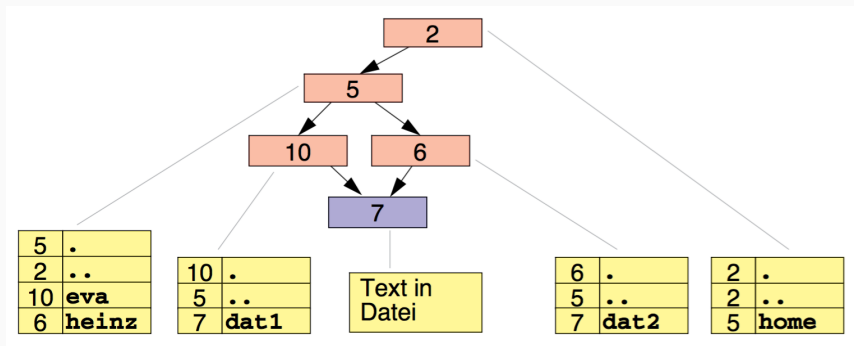 2
5
10 6
7
5 .
2 ..
10 eva
6 heinz
10 .
5 ..
7 dat1
Text in
Datei
6 .
5 ..
7 dat2
2 .
2 ..
5 home